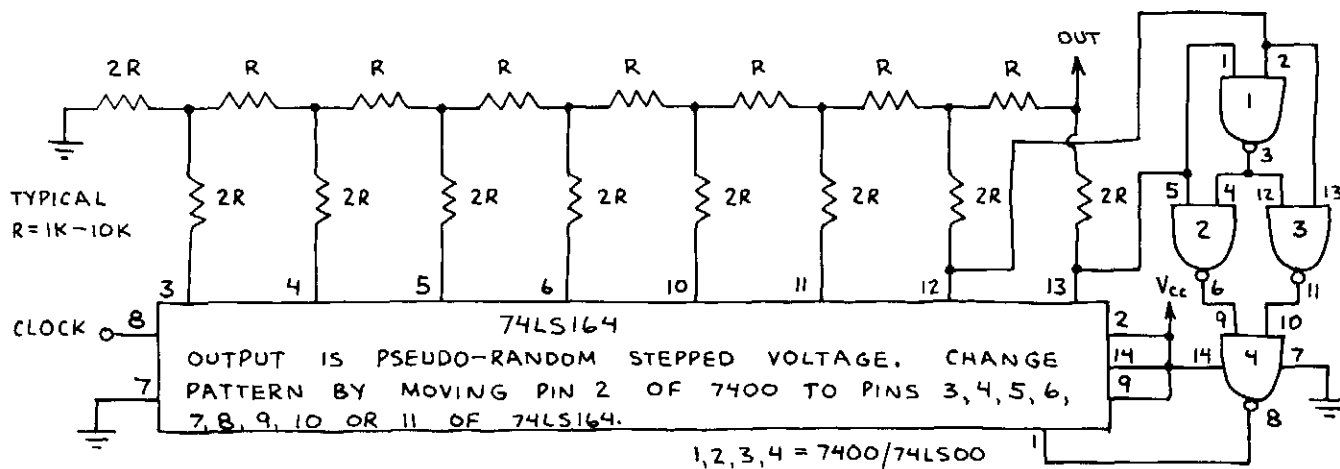 OUT
2R R R R R R R R
1 2
1
3
TYPICAL
R=1K-10K
2R 2R 2R 2R 2R 2R 2R 2R
5 4 12 13
2 3
6 11
3 4 5 6 10 11 12 13
Vcc
CLOCK 8
74LS164
2
9 10
OUTPUT IS PSEUDO-RANDOM STEPPED VOLTAGE. CHANGE
14 14 4 7
7
PATTERN BY MOVING PIN 2 OF 7400 TO PINS 3,4,5,6,
9
7,8,9,10 OR 11 OF 74LS164.
8
1
1,2,3,4 = 7400/74LS00